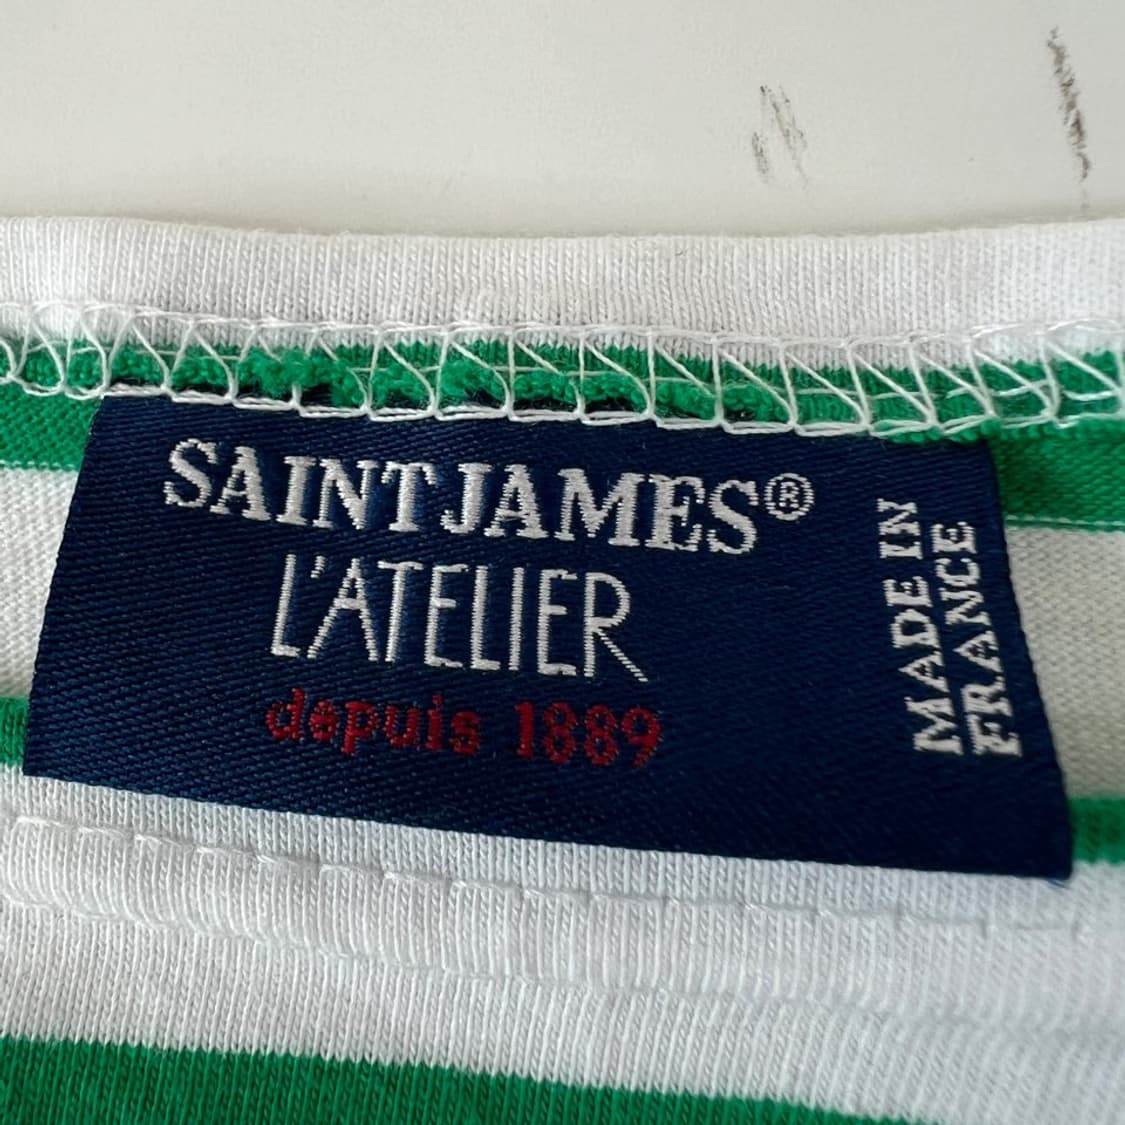 SAINT JAMES®
L'ATELIER
depuis 1889
MADE IN
FRANCE